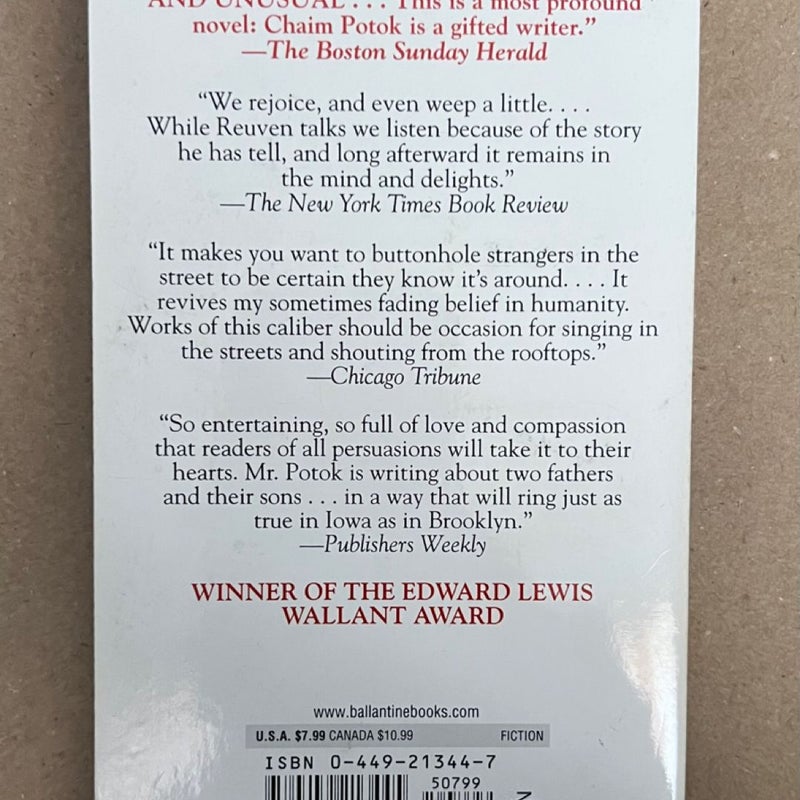 AND UNUSUAL . . . This is a most profound
novel: Chaim Potok is a gifted writer.”
—The Boston Sunday Herald
“We rejoice, and even weep a little. . . .
While Reuven talks we listen because of the story
he has tell, and long afterward it remains in
the mind and delights.”
—The New York Times Book Review
“It makes you want to buttonhole strangers in the
street to be certain they know it’s around. . . . It
revives my sometimes fading belief in humanity.
Works of this caliber should be occasion for singing in
the streets and shouting from the rooftops.”
—Chicago Tribune
“So entertaining, so full of love and compassion
that readers of all persuasions will take it to their
hearts. Mr. Potok is writing about two fathers
and their sons . . . in a way that will ring just as
true in Iowa as in Brooklyn.”
—Publishers Weekly
WINNER OF THE EDWARD LEWIS
WALLANT AWARD
www.ballantinebooks.com
U.S.A. $7.99 CANADA $10.99 FICTION
ISBN 0-449-21344-7
50799